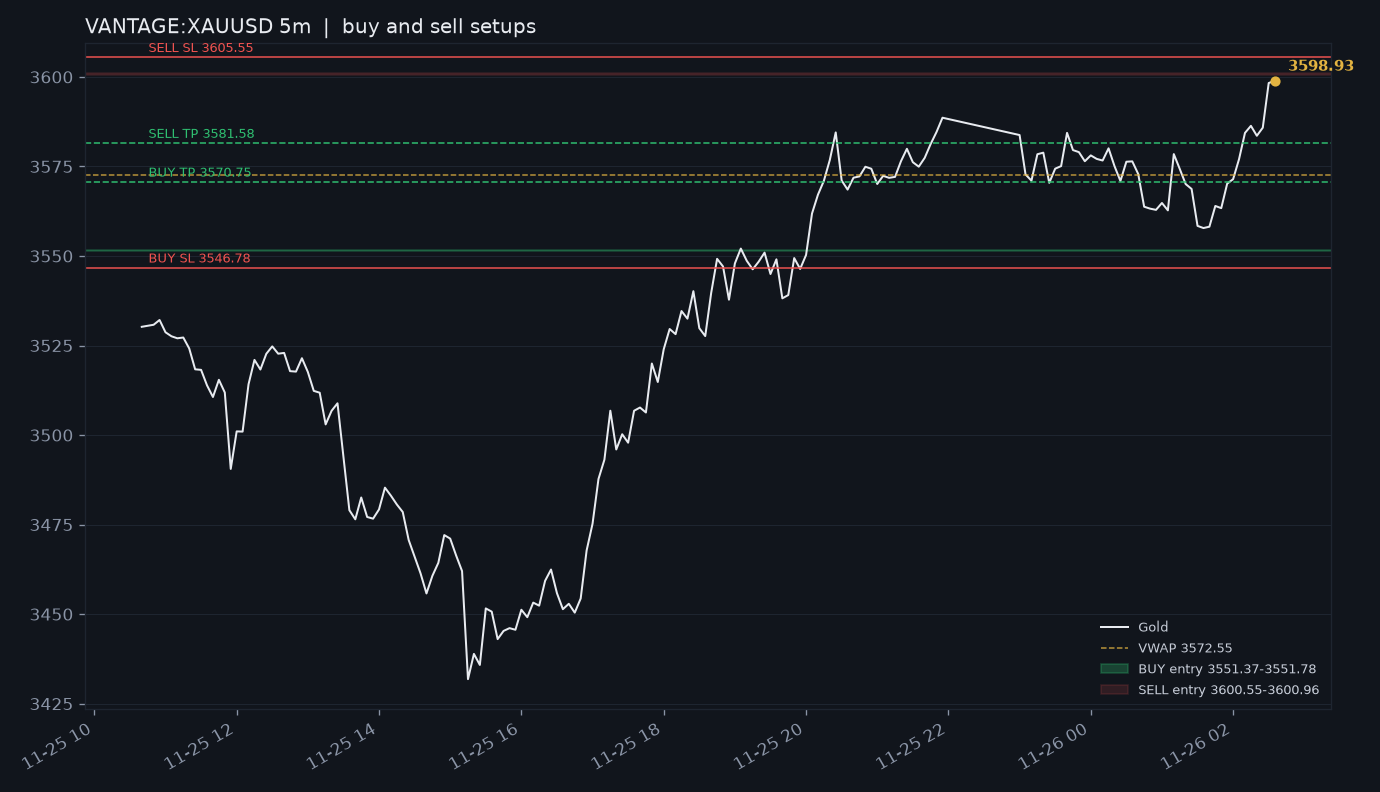 VANTAGE:XAUUSD 5m | buy and sell setups
SELL SL 3605.55
3598.93
3600
SELL TP 3581.58
3575
BUY TP 3570.75
3550
BUY SL 3546.78
3525
3500
3475
3450
3425
Gold
VWAP 3572.55
BUY entry 3551.37-3551.78
SELL entry 3600.55-3600.96
11-25 10
11-25 12
11-25 14
11-25 16
11-25 18
11-25 20
11-25 22
11-26 00
11-26 02